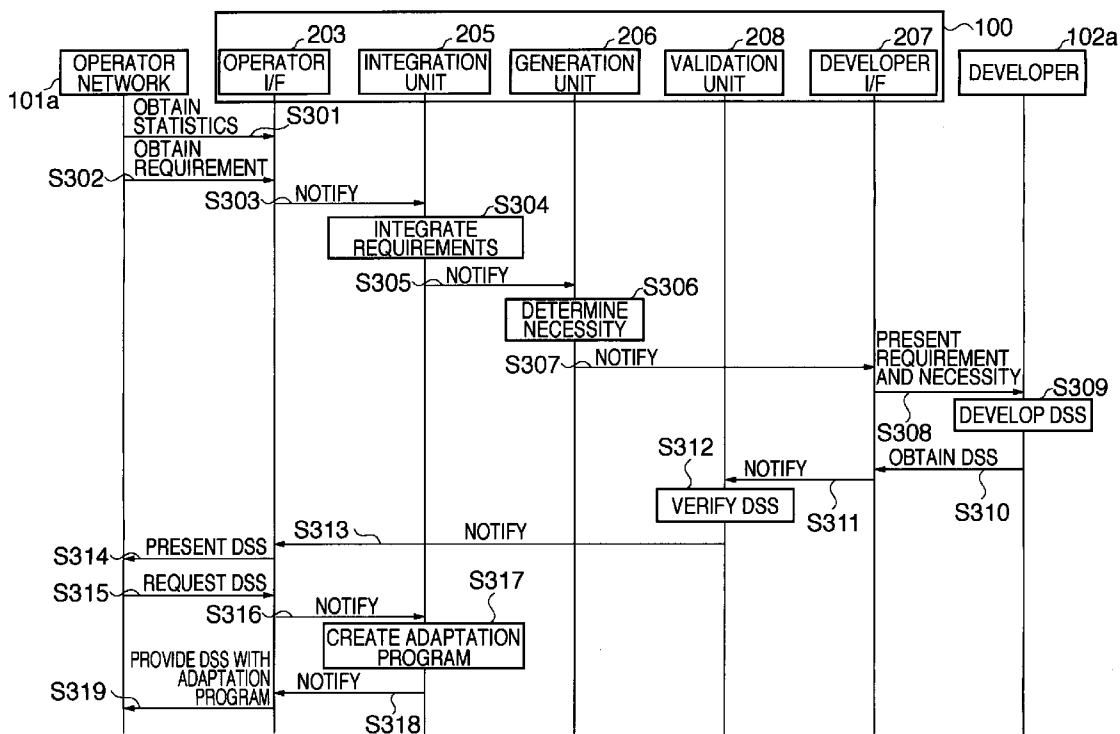 203
205
206
208
207
100
102a
OPERATOR
NETWORK
OPERATOR
I/F
INTEGRATION
UNIT
GENERATION
UNIT
VALIDATION
UNIT
DEVELOPER
I/F
DEVELOPER
101a
OBTAIN
STATISTICS
S301
OBTAIN
REQUIREMENT
S302
S303
NOTIFY
S304
INTEGRATE
REQUIREMENTS
S305
NOTIFY
S306
DETERMINE
NECESSITY
S307
NOTIFY
PRESENT
REQUIREMENT
AND NECESSITY
S308
S309
DEVELOP DSS
OBTAIN DSS
S310
NOTIFY
S311
S312
VERIFY DSS
S313
NOTIFY
S314
PRESENT DSS
S315
REQUEST DSS
S316
NOTIFY
S317
CREATE ADAPTATION
PROGRAM
NOTIFY
S318
PROVIDE DSS WITH
ADAPTATION
PROGRAM
S319